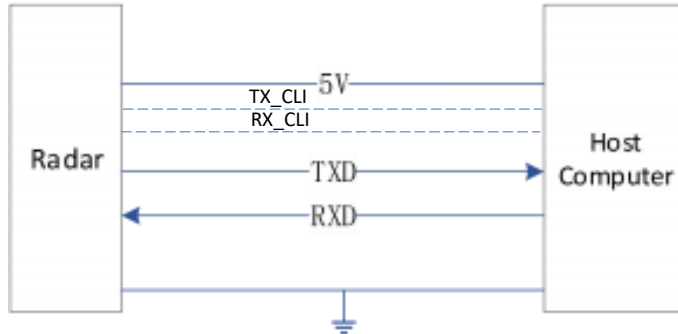 5V
TX_CLI
RX_CLI
Radar
TXD
Host
Computer
RXD